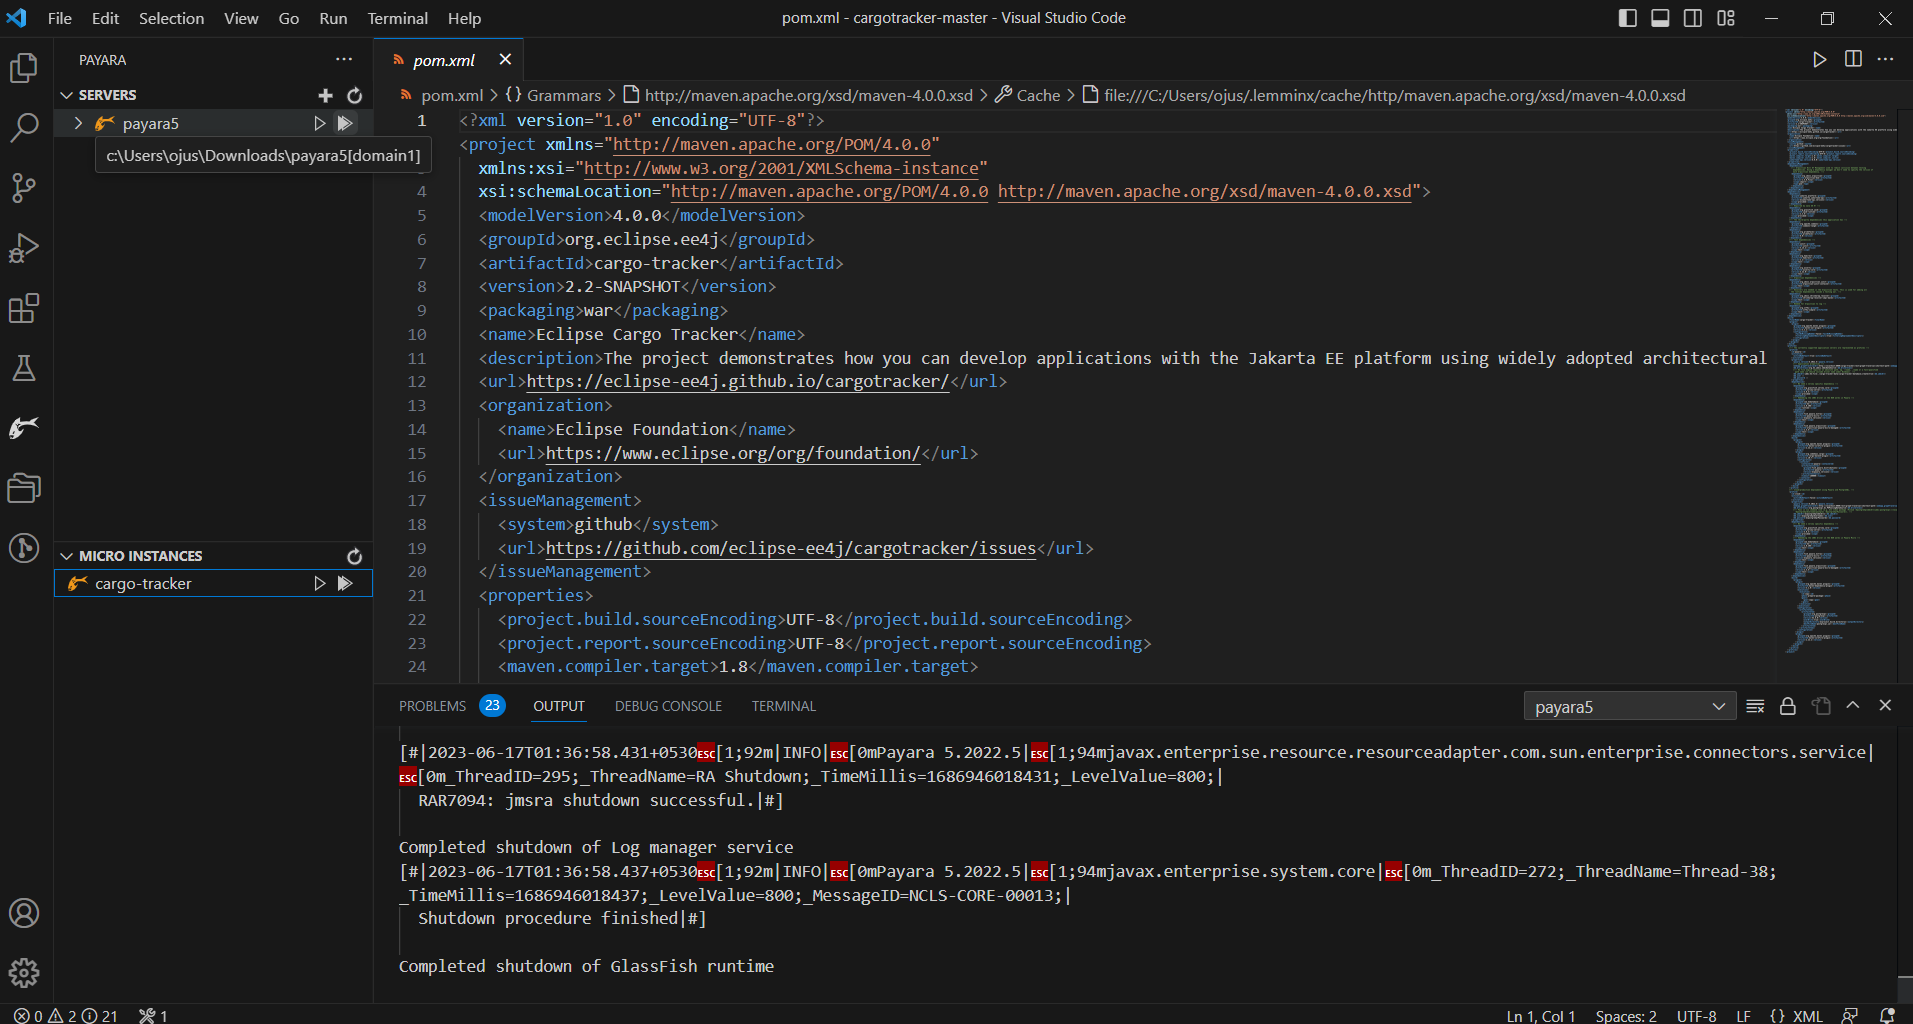 File Edit Selection View Go Run Terminal Help
pom.xml - cargotracker-master - Visual Studio Code
PAYARA
SERVERS
payara5
c:\Users\ojus\Downloads\payara5[domain1]
MICRO INSTANCES
cargo-tracker
pom.xml
pom.xml > {} Grammars > http://maven.apache.org/xsd/maven-4.0.0.xsd > Cache > file:///C:/Users/ojus/.lemminx/cache/http/maven.apache.org/xsd/maven-4.0.0.xsd
1 <?xml version="1.0" encoding="UTF-8"?>
<project xmlns="http://maven.apache.org/POM/4.0.0"
xmlns:xsi="http://www.w3.org/2001/XMLSchema-instance"
4 xsi:schemaLocation="http://maven.apache.org/POM/4.0.0 http://maven.apache.org/xsd/maven-4.0.0.xsd">
5 <modelVersion>4.0.0</modelVersion>
6 <groupId>org.eclipse.ee4j</groupId>
7 <artifactId>cargo-tracker</artifactId>
8 <version>2.2-SNAPSHOT</version>
9 <packaging>war</packaging>
10 <name>Eclipse Cargo Tracker</name>
11 <description>The project demonstrates how you can develop applications with the Jakarta EE platform using widely adopted architectural
12 <url>https://eclipse-ee4j.github.io/cargotracker/</url>
13 <organization>
14 <name>Eclipse Foundation</name>
15 <url>https://www.eclipse.org/org/foundation/</url>
16 </organization>
17 <issueManagement>
18 <system>github</system>
19 <url>https://github.com/eclipse-ee4j/cargotracker/issues</url>
20 </issueManagement>
21 <properties>
22 <project.build.sourceEncoding>UTF-8</project.build.sourceEncoding>
23 <project.report.sourceEncoding>UTF-8</project.report.sourceEncoding>
24 <maven.compiler.target>1.8</maven.compiler.target>
PROBLEMS 23 OUTPUT DEBUG CONSOLE TERMINAL
payara5
[#|2023-06-17T01:36:58.431+0530ESC[1;92m|INFO|ESC[0mPayara 5.2022.5|ESC[1;94mjavax.enterprise.resource.resourceadapter.com.sun.enterprise.connectors.service|
ESC[0m_ThreadID=295;_ThreadName=RA Shutdown;_TimeMillis=1686946018431;_LevelValue=800;|
RAR7094: jmsra shutdown successful.|#]
Completed shutdown of Log manager service
[#|2023-06-17T01:36:58.437+0530ESC[1;92m|INFO|ESC[0mPayara 5.2022.5|ESC[1;94mjavax.enterprise.system.core|ESC[0m_ThreadID=272;_ThreadName=Thread-38;
_TimeMillis=1686946018437;_LevelValue=800;_MessageID=NCLS-CORE-00013;|
Shutdown procedure finished|#]
Completed shutdown of GlassFish runtime
0 2 21 1
Ln 1, Col 1 Spaces: 2 UTF-8 LF {} XML